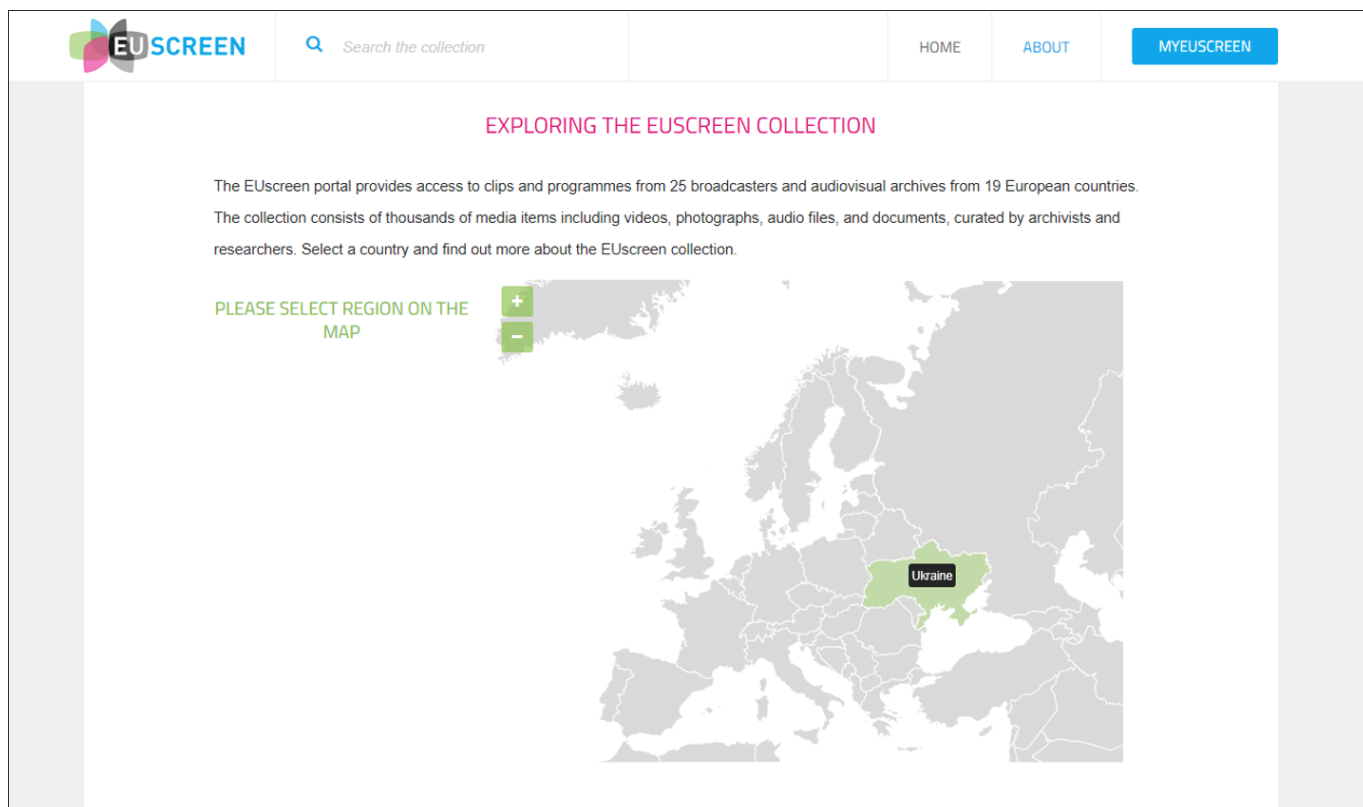 EUSCREEN
Search the collection
HOME
ABOUT
MYEUSCREEN
EXPLORING THE EUSCREEN COLLECTION
The EUscreen portal provides access to clips and programmes from 25 broadcasters and audiovisual archives from 19 European countries.
The collection consists of thousands of media items including videos, photographs, audio files, and documents, curated by archivists and
researchers. Select a country and find out more about the EUscreen collection.
PLEASE SELECT REGION ON THE
MAP
+
−
Ukraine